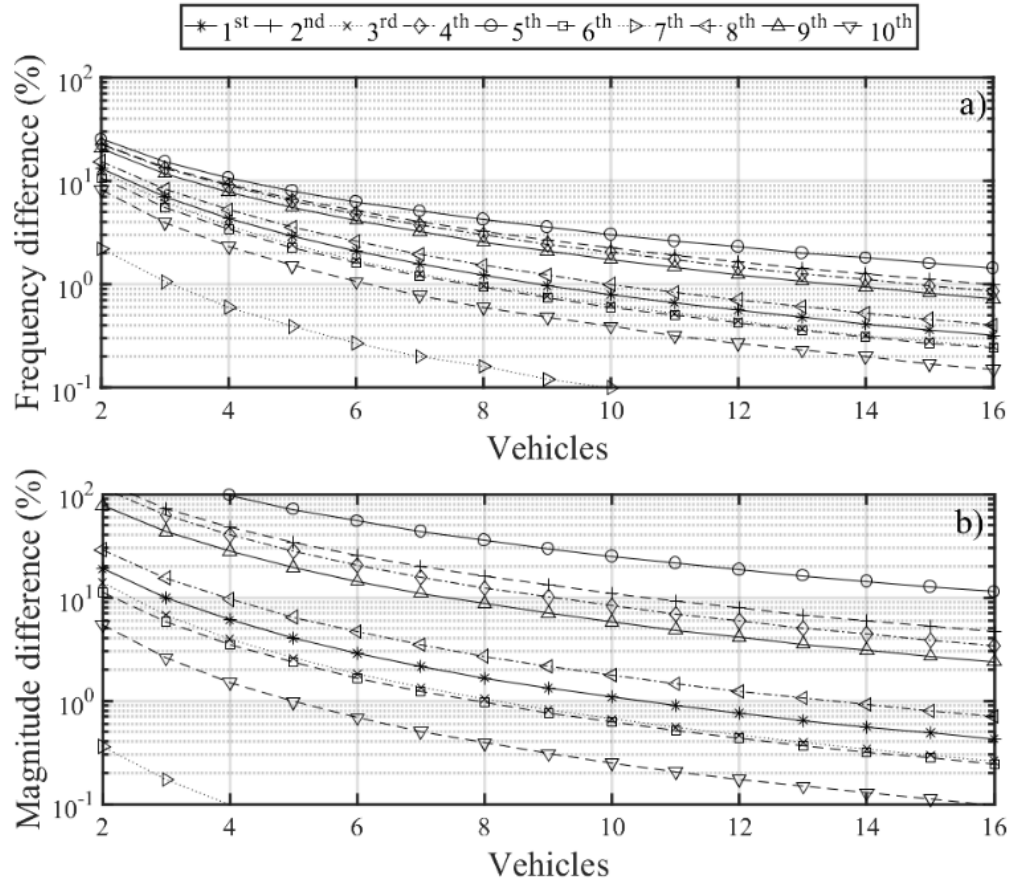 1st 2nd 3rd 4th 5th 6th 7th 8th 9th 10th
Frequency difference (%)
10^2
10^1
10^0
10^-1
a)
2 4 6 8 10 12 14 16
Vehicles
Magnitude difference (%)
10^2
10^1
10^0
10^-1
b)
2 4 6 8 10 12 14 16
Vehicles